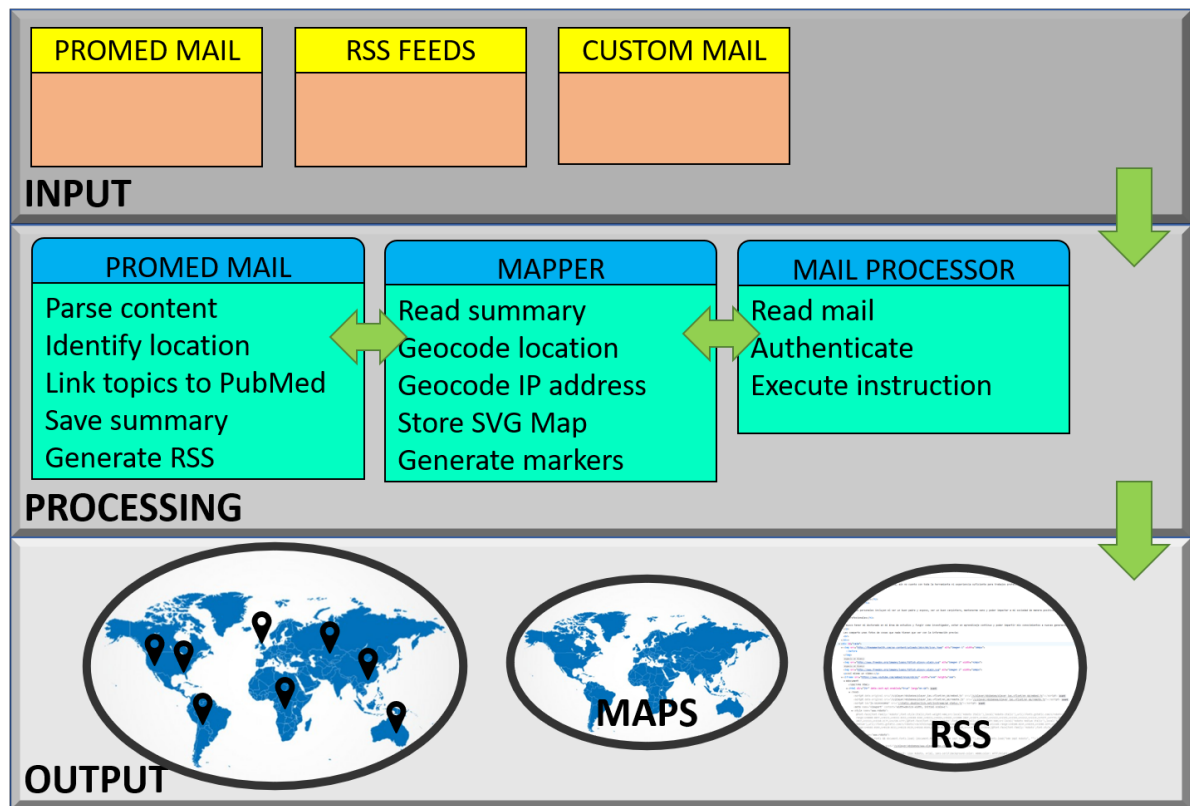 PROMED MAIL
RSS FEEDS
CUSTOM MAIL
INPUT
PROMED MAIL
Parse content
Identify location
Link topics to PubMed
Save summary
Generate RSS
MAPPER
Read summary
Geocode location
Geocode IP address
Store SVG Map
Generate markers
MAIL PROCESSOR
Read mail
Authenticate
Execute instruction
PROCESSING
MAPS
RSS
OUTPUT